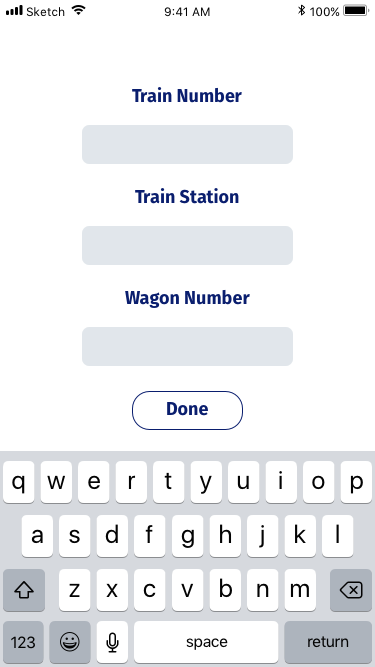 Sketch 9:41 AM 100%
Train Number
Train Station
Wagon Number
Done
q w e r t y u i o p
a s d f g h j k l
z x c v b n m
123 space return